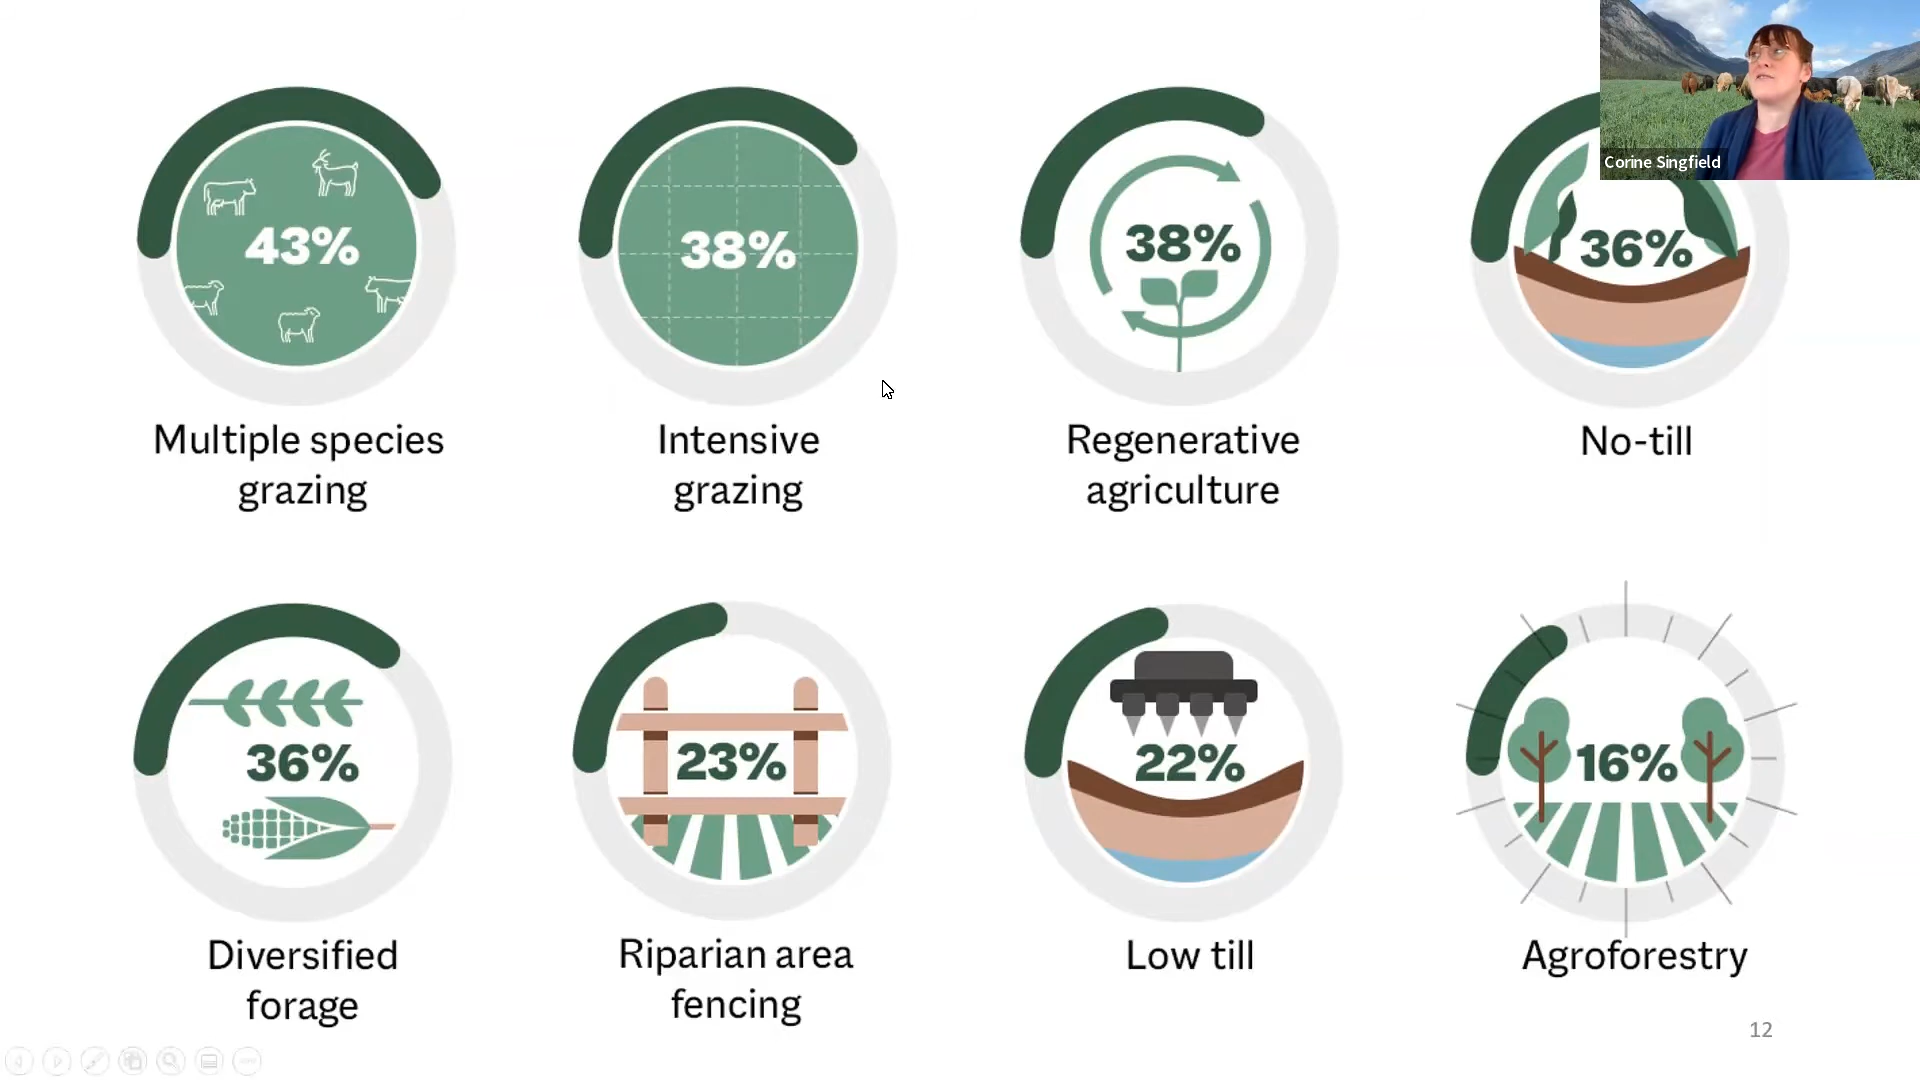 Corine Singfield
43%
38%
38%
36%
Multiple species
grazing
Intensive
grazing
Regenerative
agriculture
No-till
36%
23%
22%
16%
Diversified
forage
Riparian area
fencing
Low till
Agroforestry
12